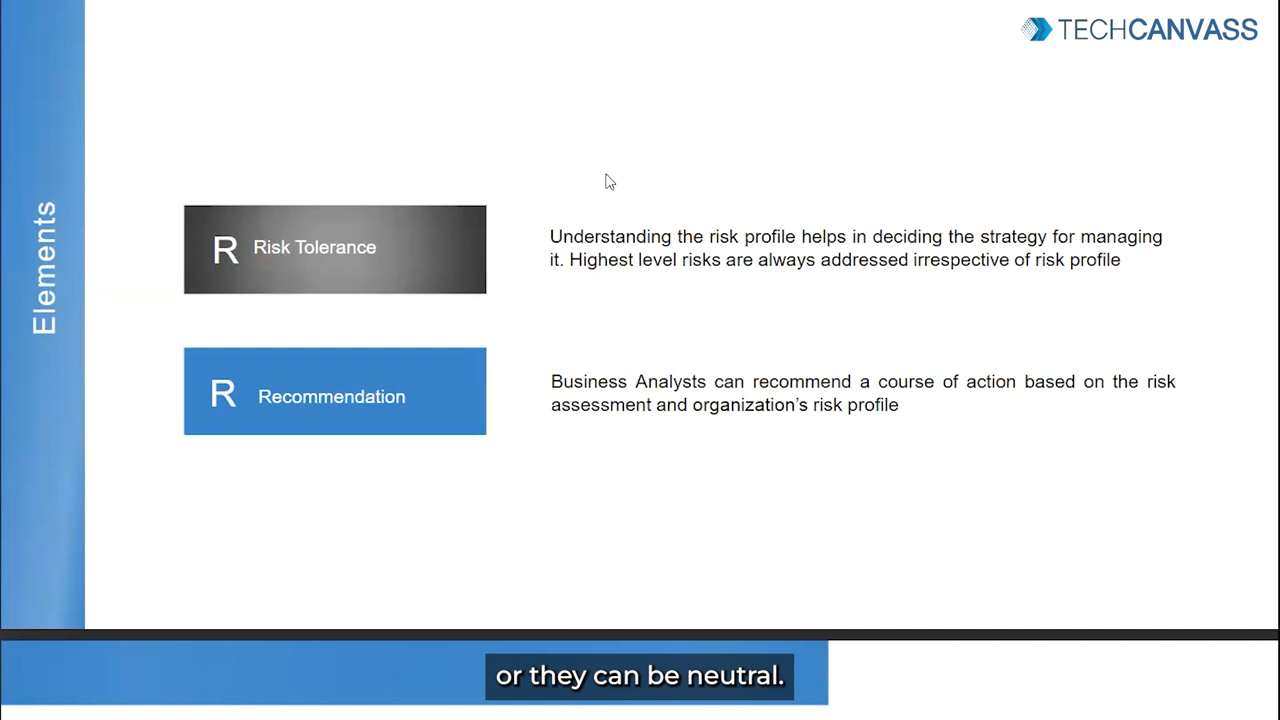 TECHCANVASS
Elements
R Risk Tolerance
Understanding the risk profile helps in deciding the strategy for managing
it. Highest level risks are always addressed irrespective of risk profile
R Recommendation
Business Analysts can recommend a course of action based on the risk
assessment and organization's risk profile
or they can be neutral.